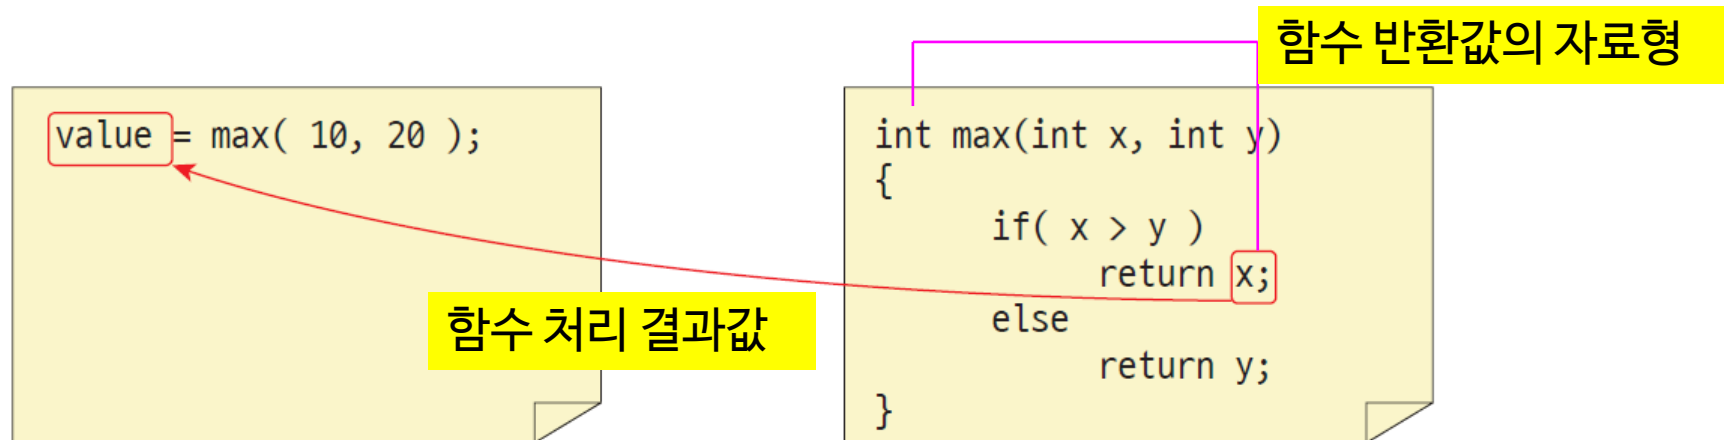 함수 반환값의 자료형
value = max( 10, 20 );
함수 처리 결과값
int max(int x, int y)
{
if( x > y )
return x;
else
return y;
}